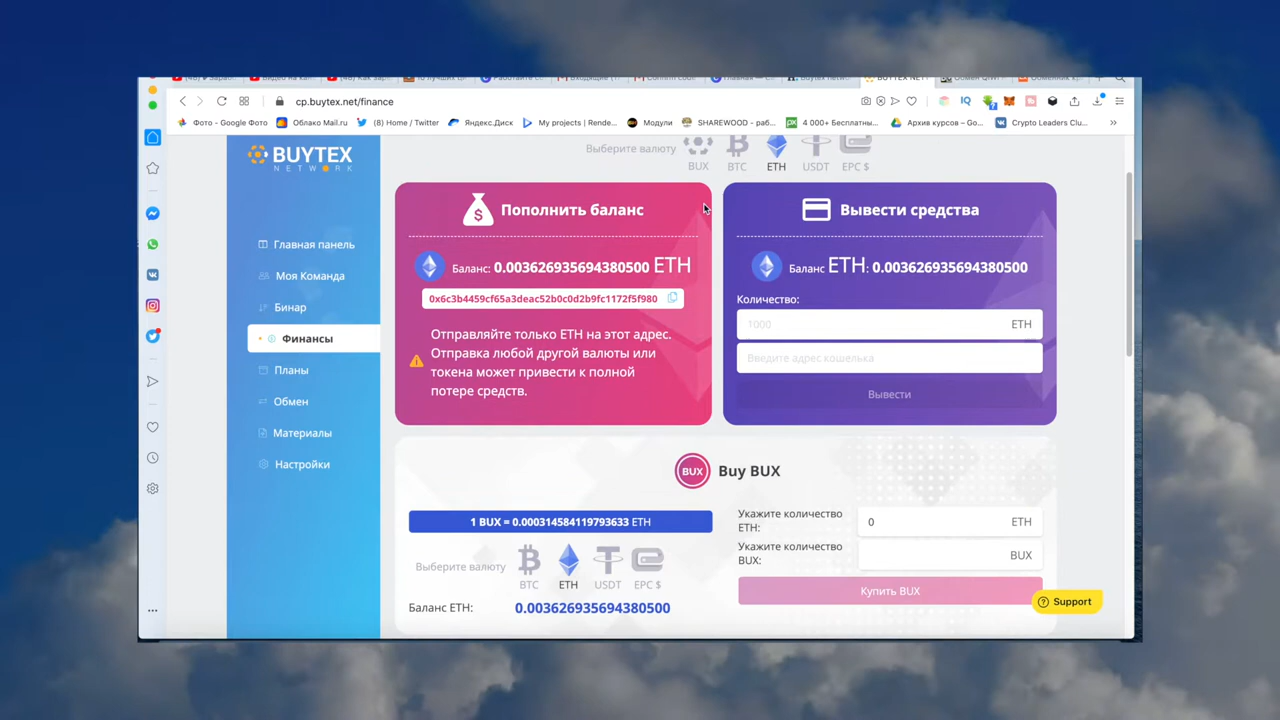 cp.buytex.net/finance
Фото - Google Фото
Облако Mail.ru
(8) Home / Twitter
Яндекс.Диск
My projects | Rende...
Модули
SHAREWOOD - раб...
4 000+ Бесплатны...
Архив курсов – Go...
Crypto Leaders Clu...
BUYTEX
NETWORK
Главная панель
Моя Команда
Бинар
Финансы
Планы
Обмен
Материалы
Настройки
Выберите валюту
BUX
BTC
ETH
USDT
EPC $
Пополнить баланс
Баланс: 0.003626935694380500 ETH
0x6c3b4459cf65a3deac52b0c0d2b9fc1172f5f980
Отправляйте только ETH на этот адрес.
Отправка любой другой валюты или
токена может привести к полной
потере средств.
Вывести средства
Баланс ETH: 0.003626935694380500
Количество:
1000
ETH
Введите адрес кошелька
Вывести
BUX
Buy BUX
1 BUX = 0.000314584119793633 ETH
Выберите валюту
BTC
ETH
USDT
EPC $
Баланс ETH:
0.003626935694380500
Укажите количество
ETH:
0
ETH
Укажите количество
BUX:
BUX
Купить BUX
Support